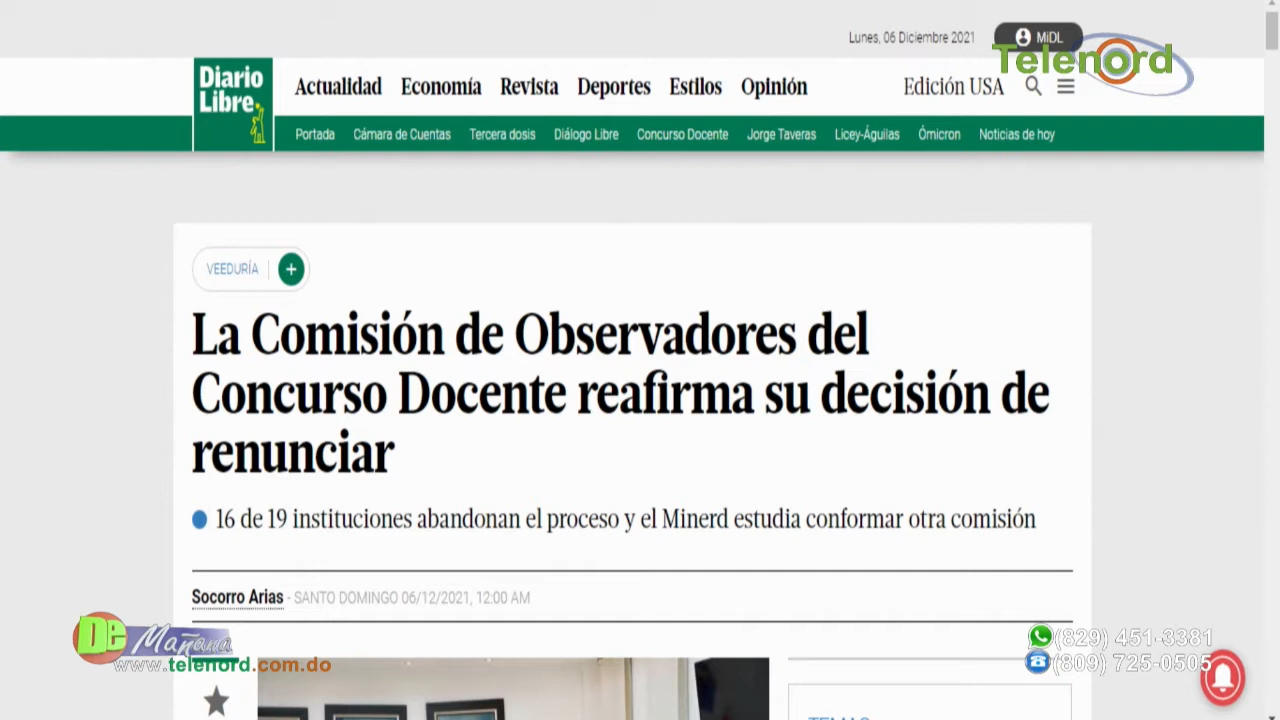 Lunes, 06 Diciembre 2021
MiDL
Telenord
Diario
Libre
Actualidad Economía Revista Deportes Estilos Opinión
Edición USA
Portada Cámara de Cuentas Tercera dosis Diálogo Libre Concurso Docente Jorge Taveras Licey-Águilas Ómicron Noticias de hoy
VEEDURÍA
La Comisión de Observadores del
Concurso Docente reafirma su decisión de
renunciar
16 de 19 instituciones abandonan el proceso y el Minerd estudia conformar otra comisión
Socorro Arias - SANTO DOMINGO 06/12/2021, 12:00 AM
De Mañana
www.telenord.com.do
(829) 451-3381
(809) 725-0505
TEMAS